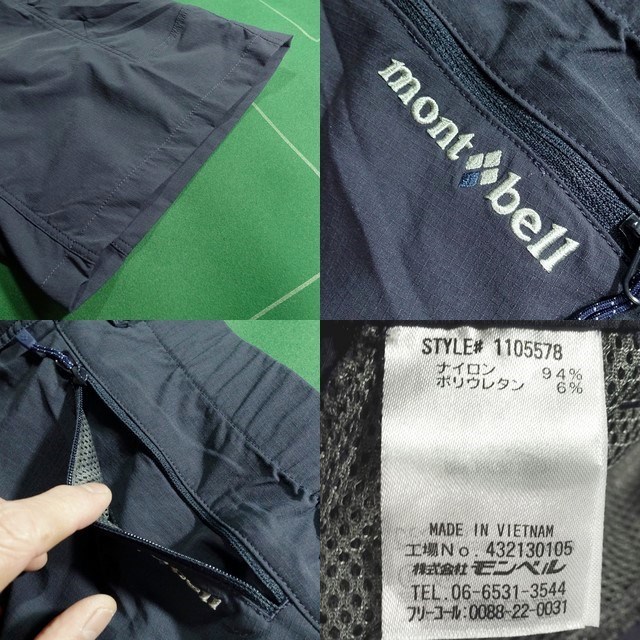 mont bell
bell
STYLE# 1105578
ナイロン 94%
ポリウレタン 6%
MADE IN VIETNAM
工場No. 432130105
株式会社 モンベル
TEL. 06-6531-3544
フリーコール: 0088-22-0031